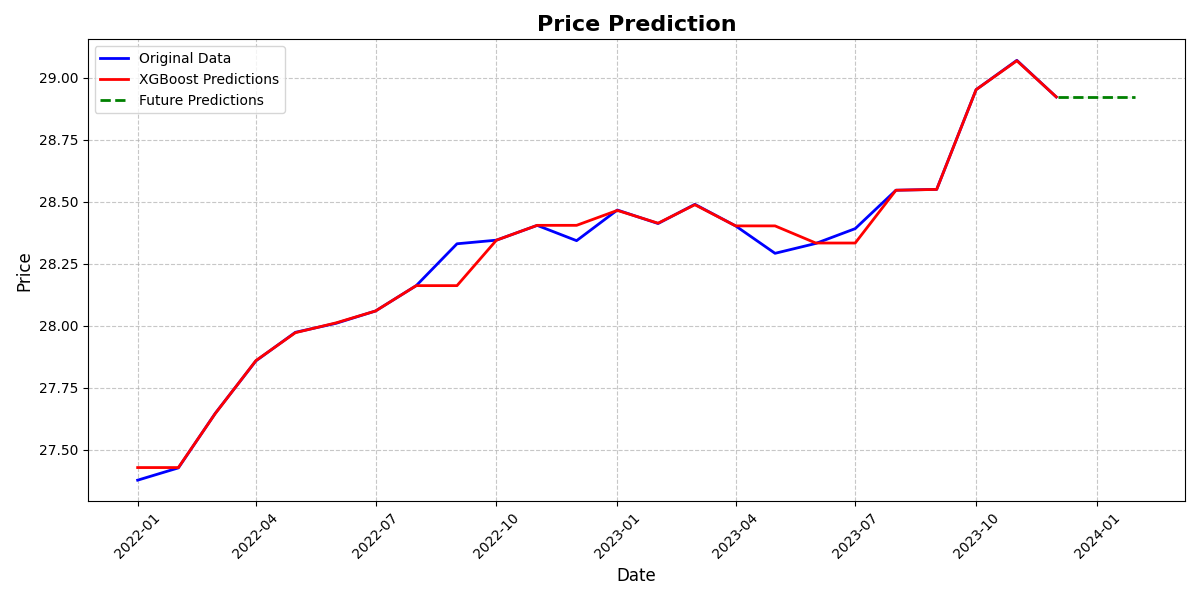 Price Prediction
Original Data
XGBoost Predictions
Future Predictions
Price
29.00
28.75
28.50
28.25
28.00
27.75
27.50
2022-01
2022-04
2022-07
2022-10
2023-01
2023-04
2023-07
2023-10
2024-01
Date